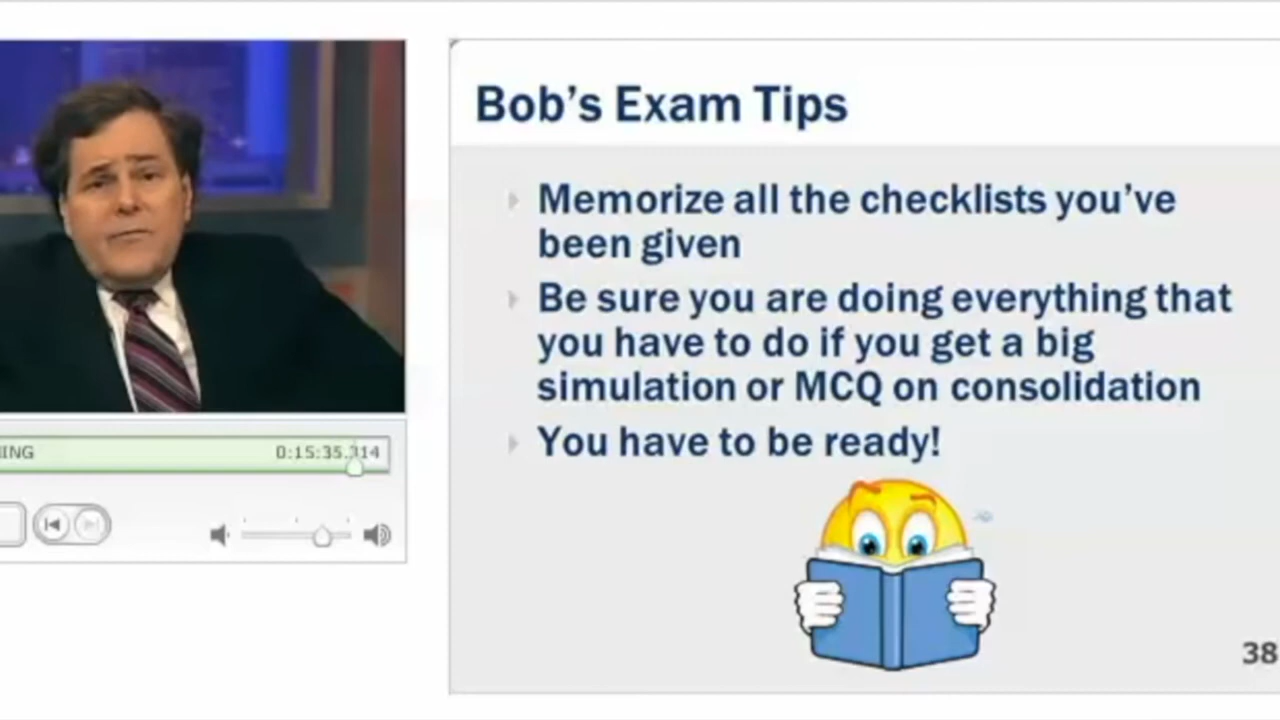 Bob's Exam Tips
Memorize all the checklists you've
been given
Be sure you are doing everything that
you have to do if you get a big
simulation or MCQ on consolidation
You have to be ready!
38
ING 0:15:35.314